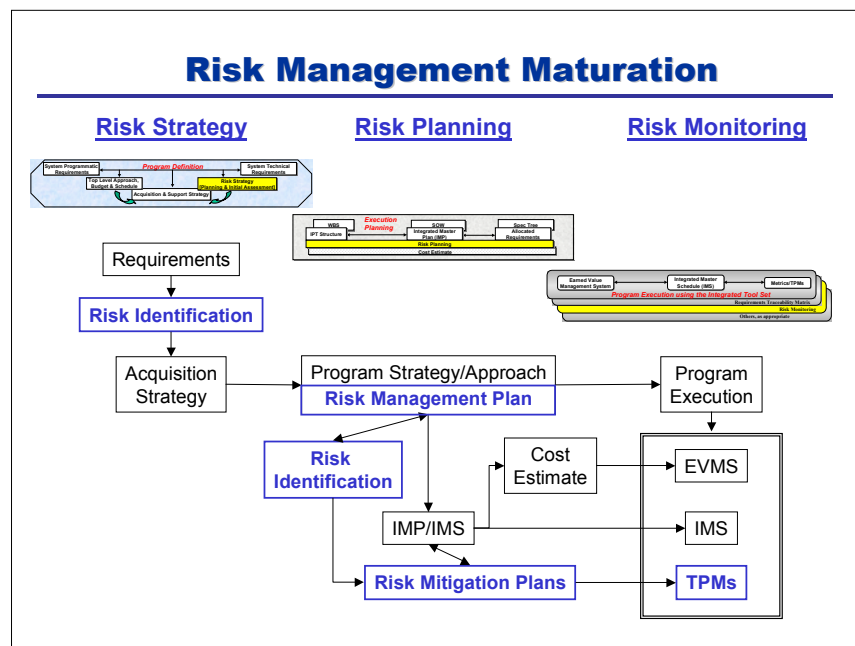 Risk Management Maturation
Risk Strategy
Risk Planning
Risk Monitoring
System Programmatic
Requirements
Program Definition
System Technical
Requirements
Top Level Approach,
Budget & Schedule
Risk Strategy
(Planning & Initial Assessment)
Acquisition & Support Strategy
WBS
Execution
Planning
SOW
Spec Tree
IPT Structure
Integrated Master
Plan (IMP)
Allocated
Requirements
Risk Planning
Cost Estimate
Earned Value
Management System
Integrated Master
Schedule (IMS)
Metrics/TPMs
Program Execution using the Integrated Tool Set
Requirements Traceability Matrix
Risk Monitoring
Others, as appropriate
Requirements
Risk Identification
Acquisition
Strategy
Program Strategy/Approach
Risk Management Plan
Program
Execution
Risk
Identification
Cost
Estimate
EVMS
IMP/IMS
IMS
Risk Mitigation Plans
TPMs